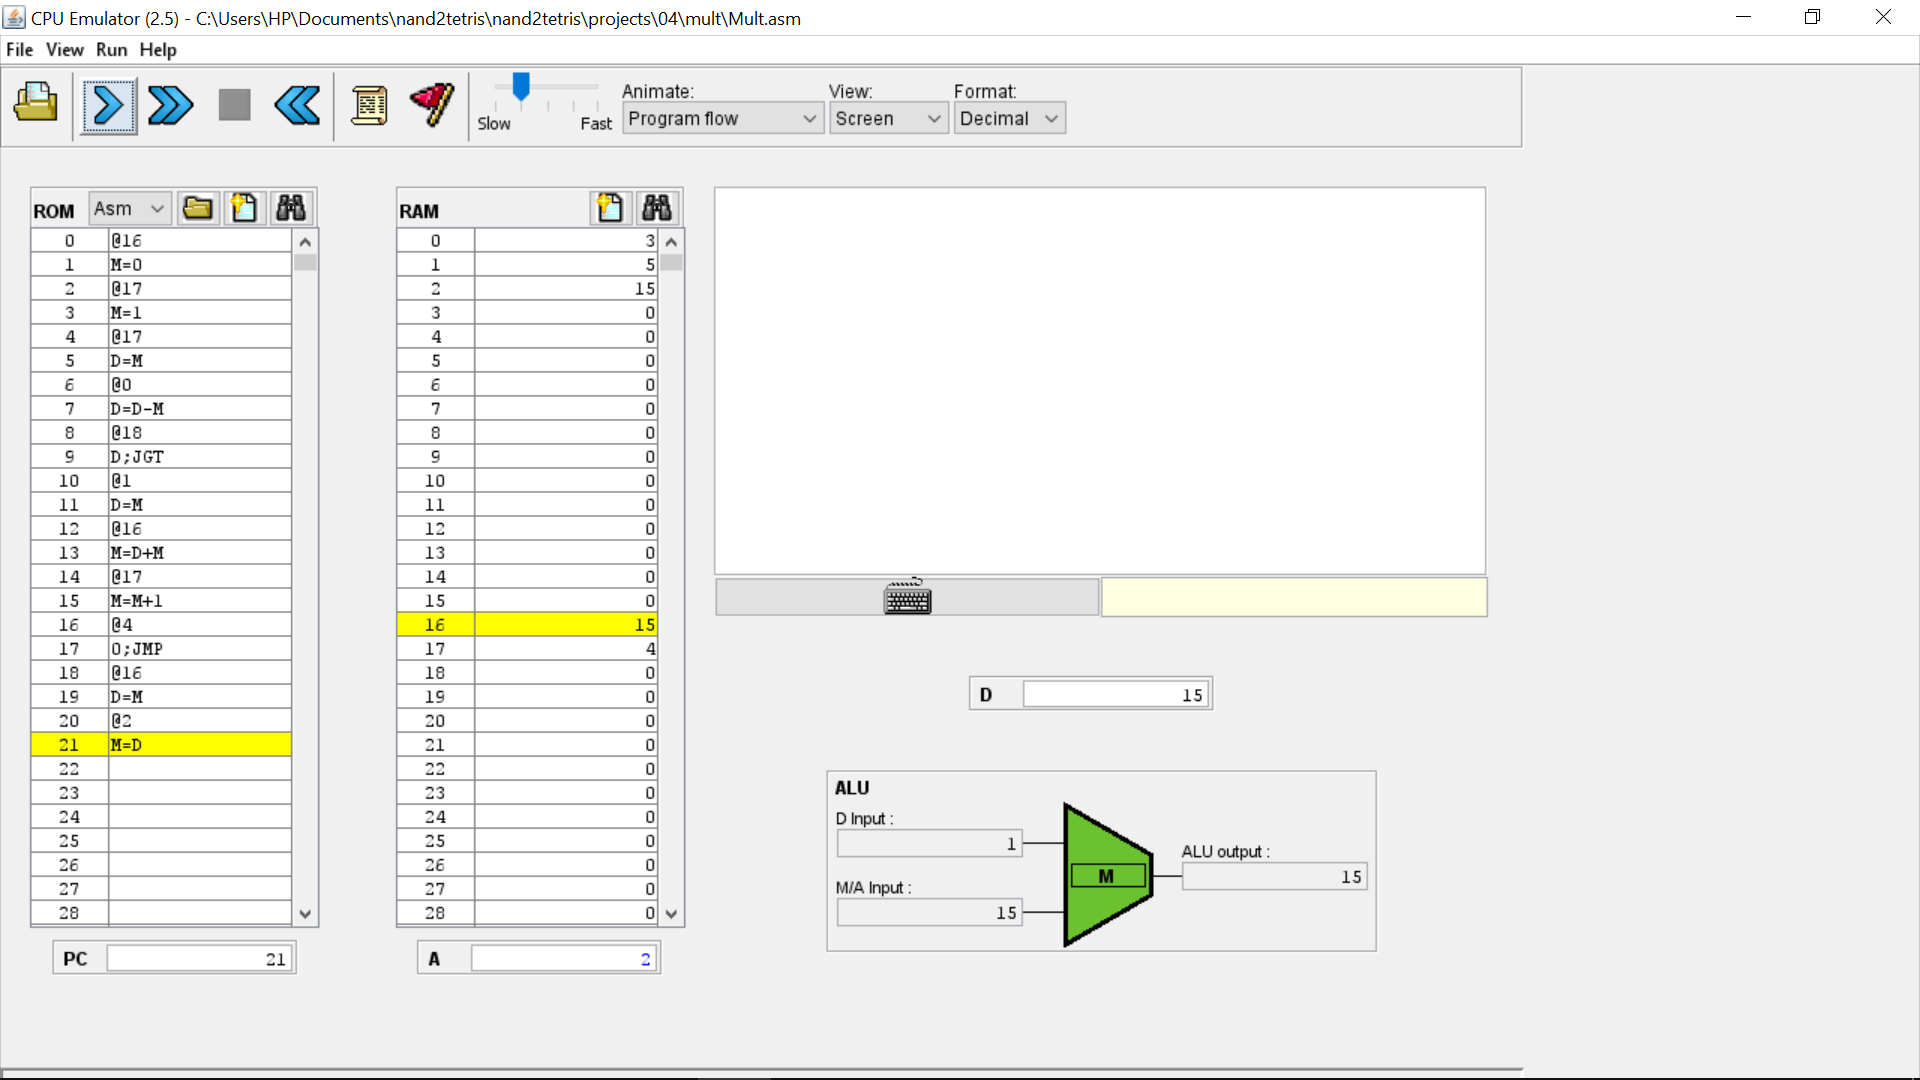 CPU Emulator (2.5) - C:\Users\HP\Documents\nand2tetris\nand2tetris\projects\04\mult\Mult.asm
File View Run Help
Slow Fast
Animate:
Program flow
View:
Screen
Format:
Decimal
ROM Asm
0 @16
1 M=0
2 @17
3 M=1
4 @17
5 D=M
6 @0
7 D=D-M
8 @18
9 D;JGT
10 @1
11 D=M
12 @16
13 M=D+M
14 @17
15 M=M+1
16 @4
17 0;JMP
18 @16
19 D=M
20 @2
21 M=D
22
23
24
25
26
27
28
PC 21
RAM
0 3
1 5
2 15
3 0
4 0
5 0
6 0
7 0
8 0
9 0
10 0
11 0
12 0
13 0
14 0
15 0
16 15
17 4
18 0
19 0
20 0
21 0
22 0
23 0
24 0
25 0
26 0
27 0
28 0
A 2
D 15
ALU
D Input :
1
M/A Input :
15
M
ALU output :
15